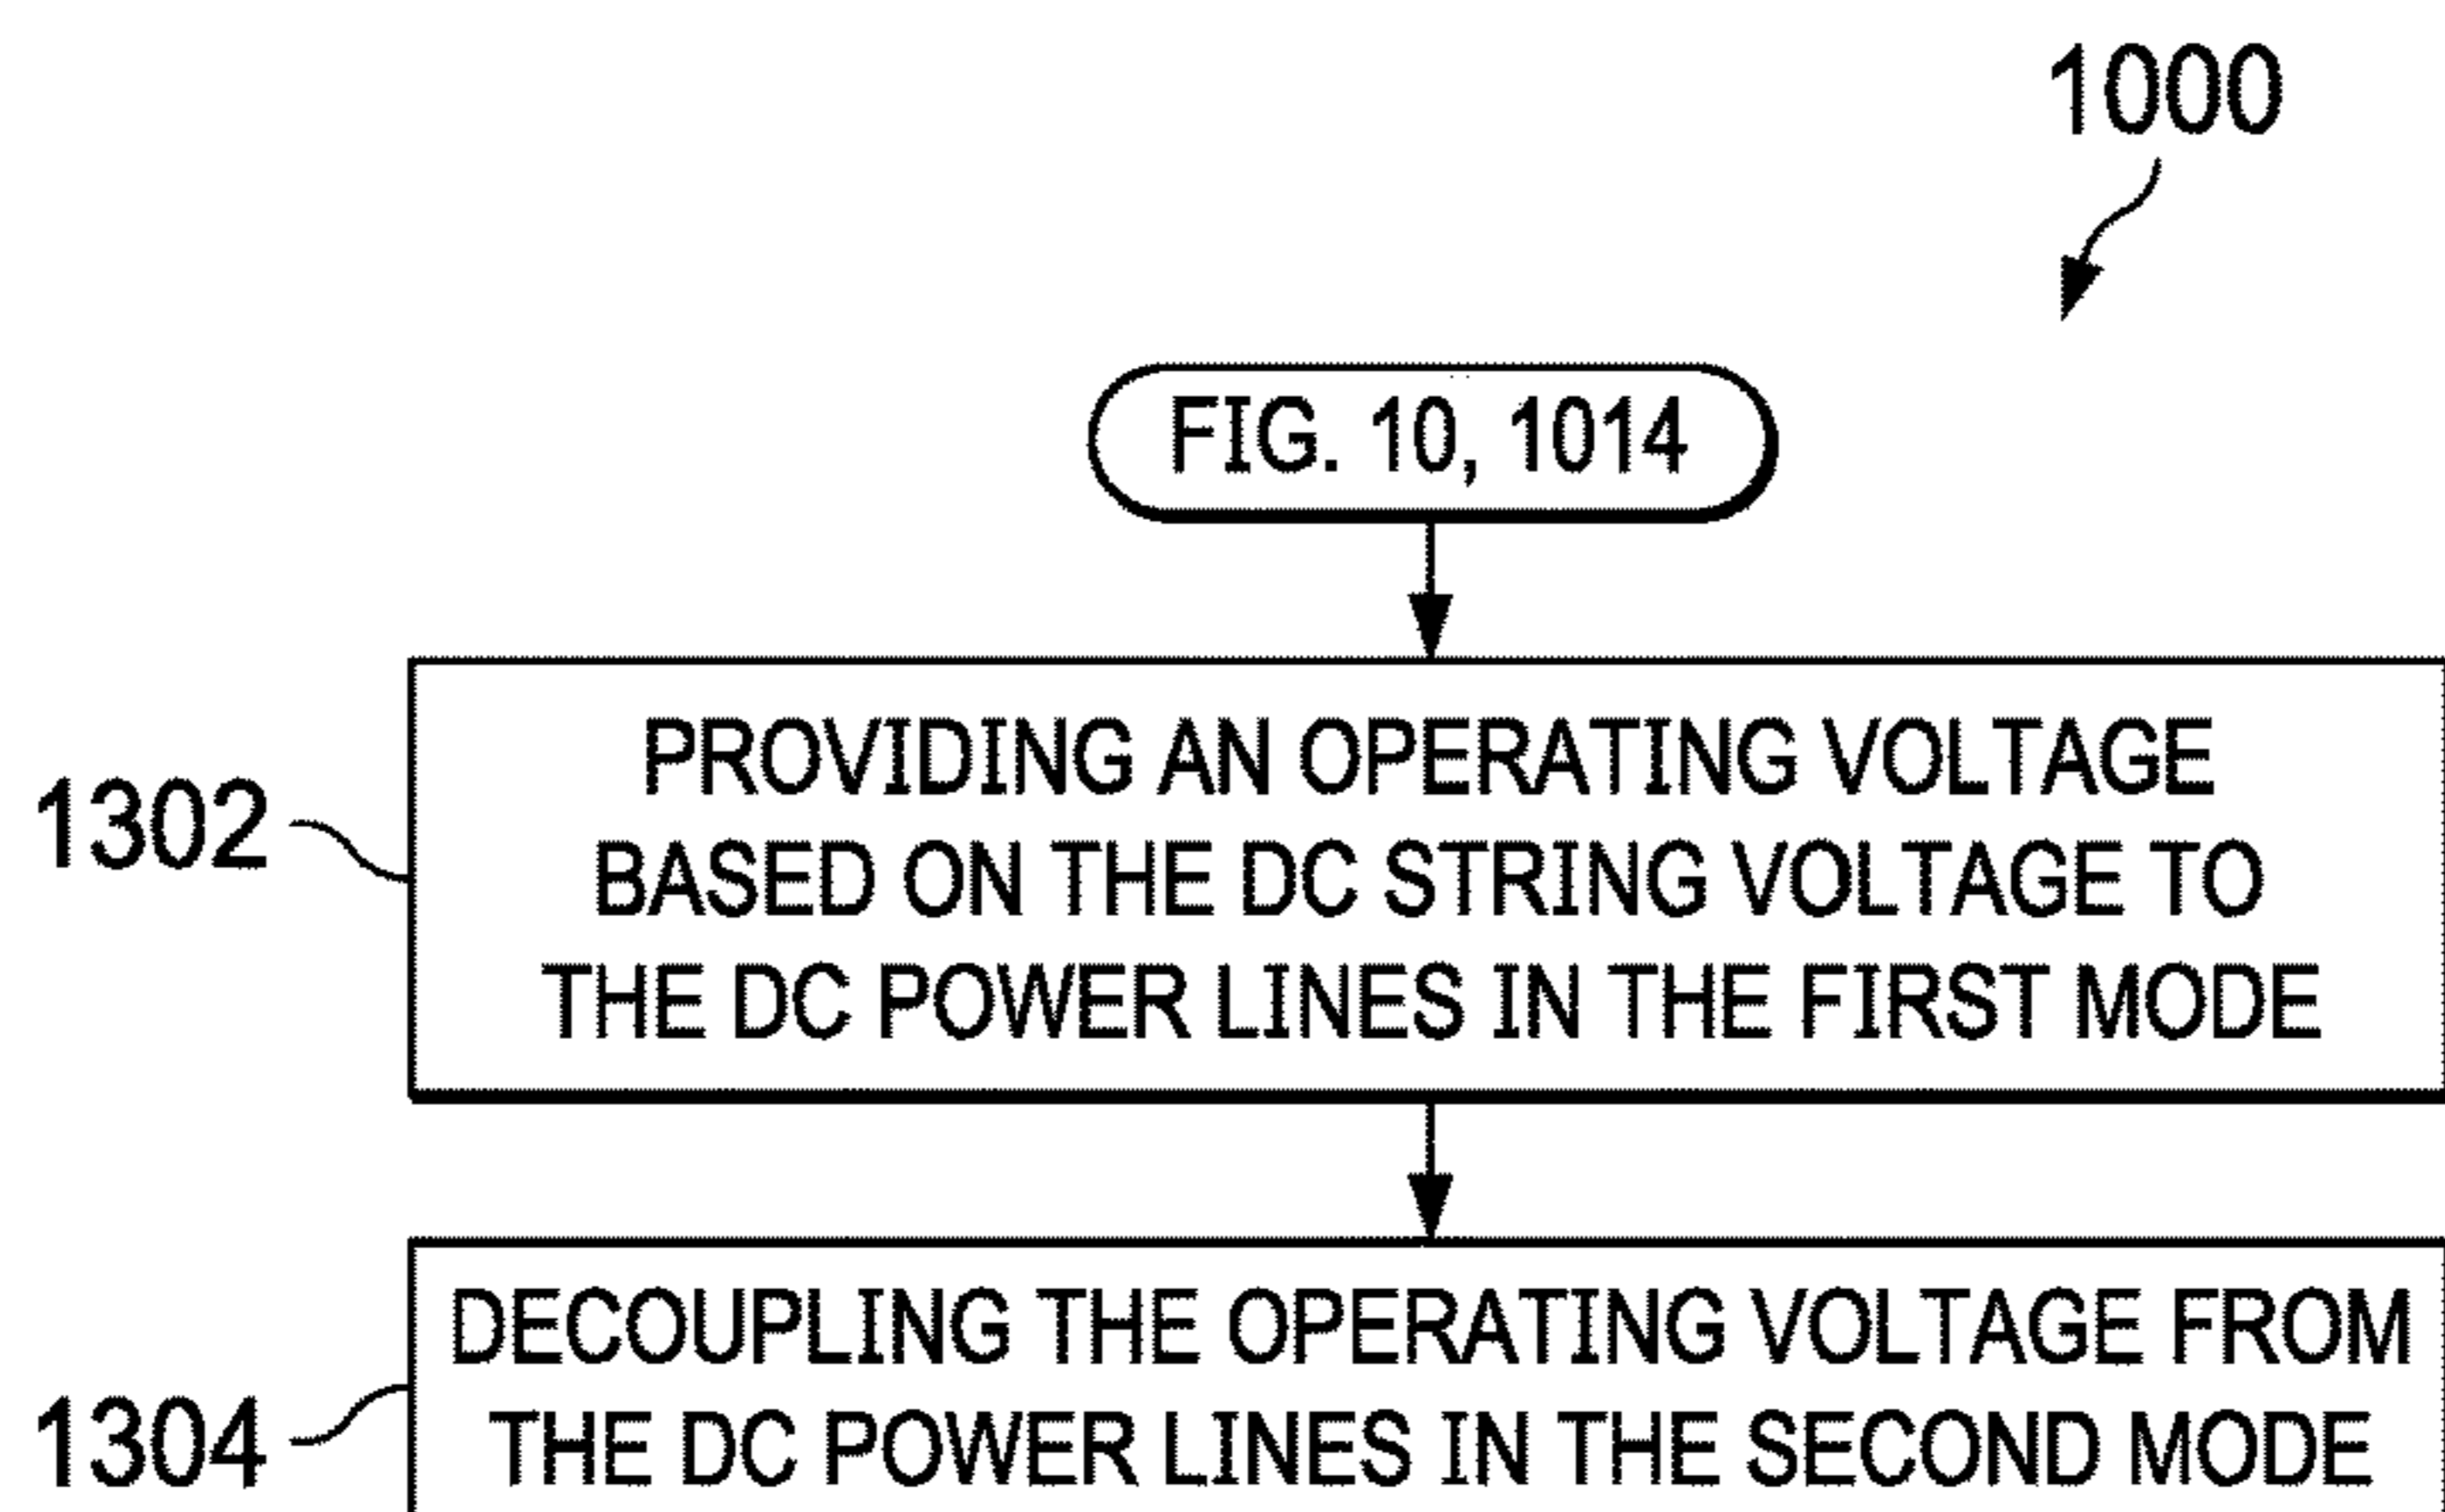 1000
FIG. 10, 1014
1302
PROVIDING AN OPERATING VOLTAGE
BASED ON THE DC STRING VOLTAGE TO
THE DC POWER LINES IN THE FIRST MODE
1304
DECOUPLING THE OPERATING VOLTAGE FROM
THE DC POWER LINES IN THE SECOND MODE